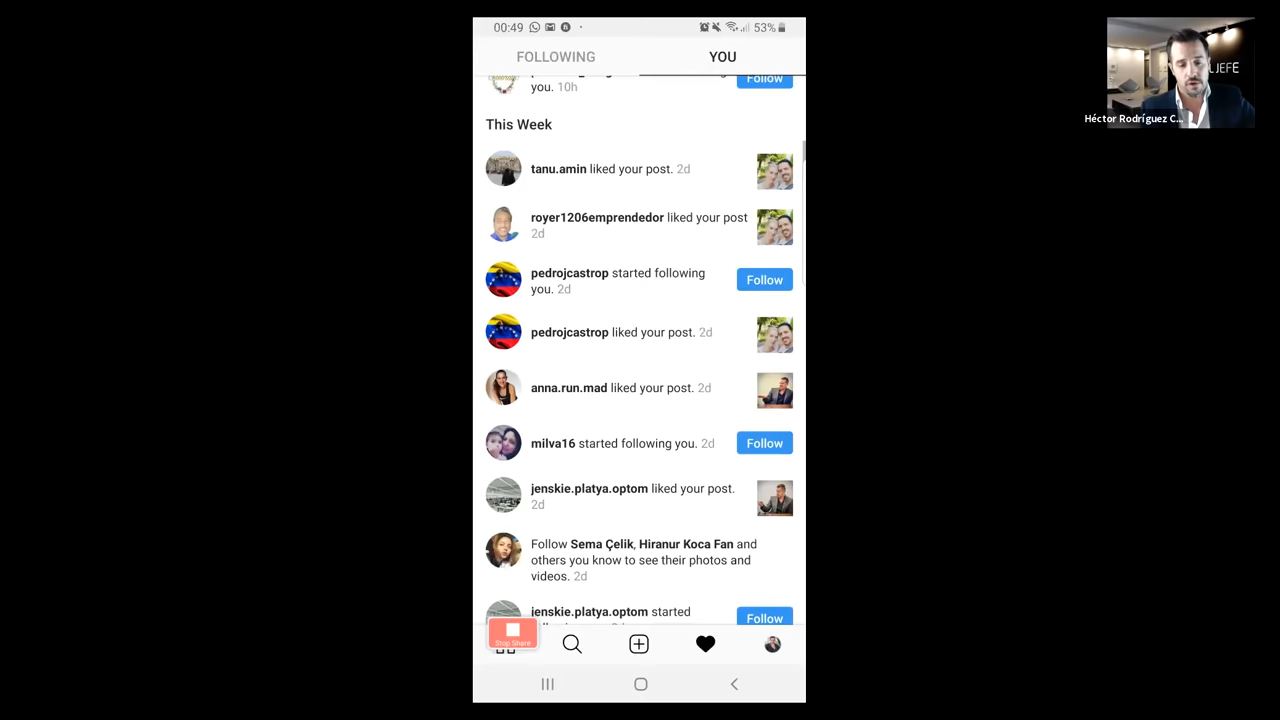 00:49
53%
FOLLOWING
YOU
you. 10h
Follow
This Week
tanu.amin liked your post. 2d
royer1206emprendedor liked your post
2d
pedrojcastrop started following
you. 2d
Follow
pedrojcastrop liked your post. 2d
anna.run.mad liked your post. 2d
milva16 started following you. 2d
Follow
jenskie.platya.optom liked your post.
2d
Follow Sema Çelik, Hiranur Koca Fan and
others you know to see their photos and
videos. 2d
jenskie.platya.optom started
Follow
Stop Share
JEFE
Héctor Rodríguez C...